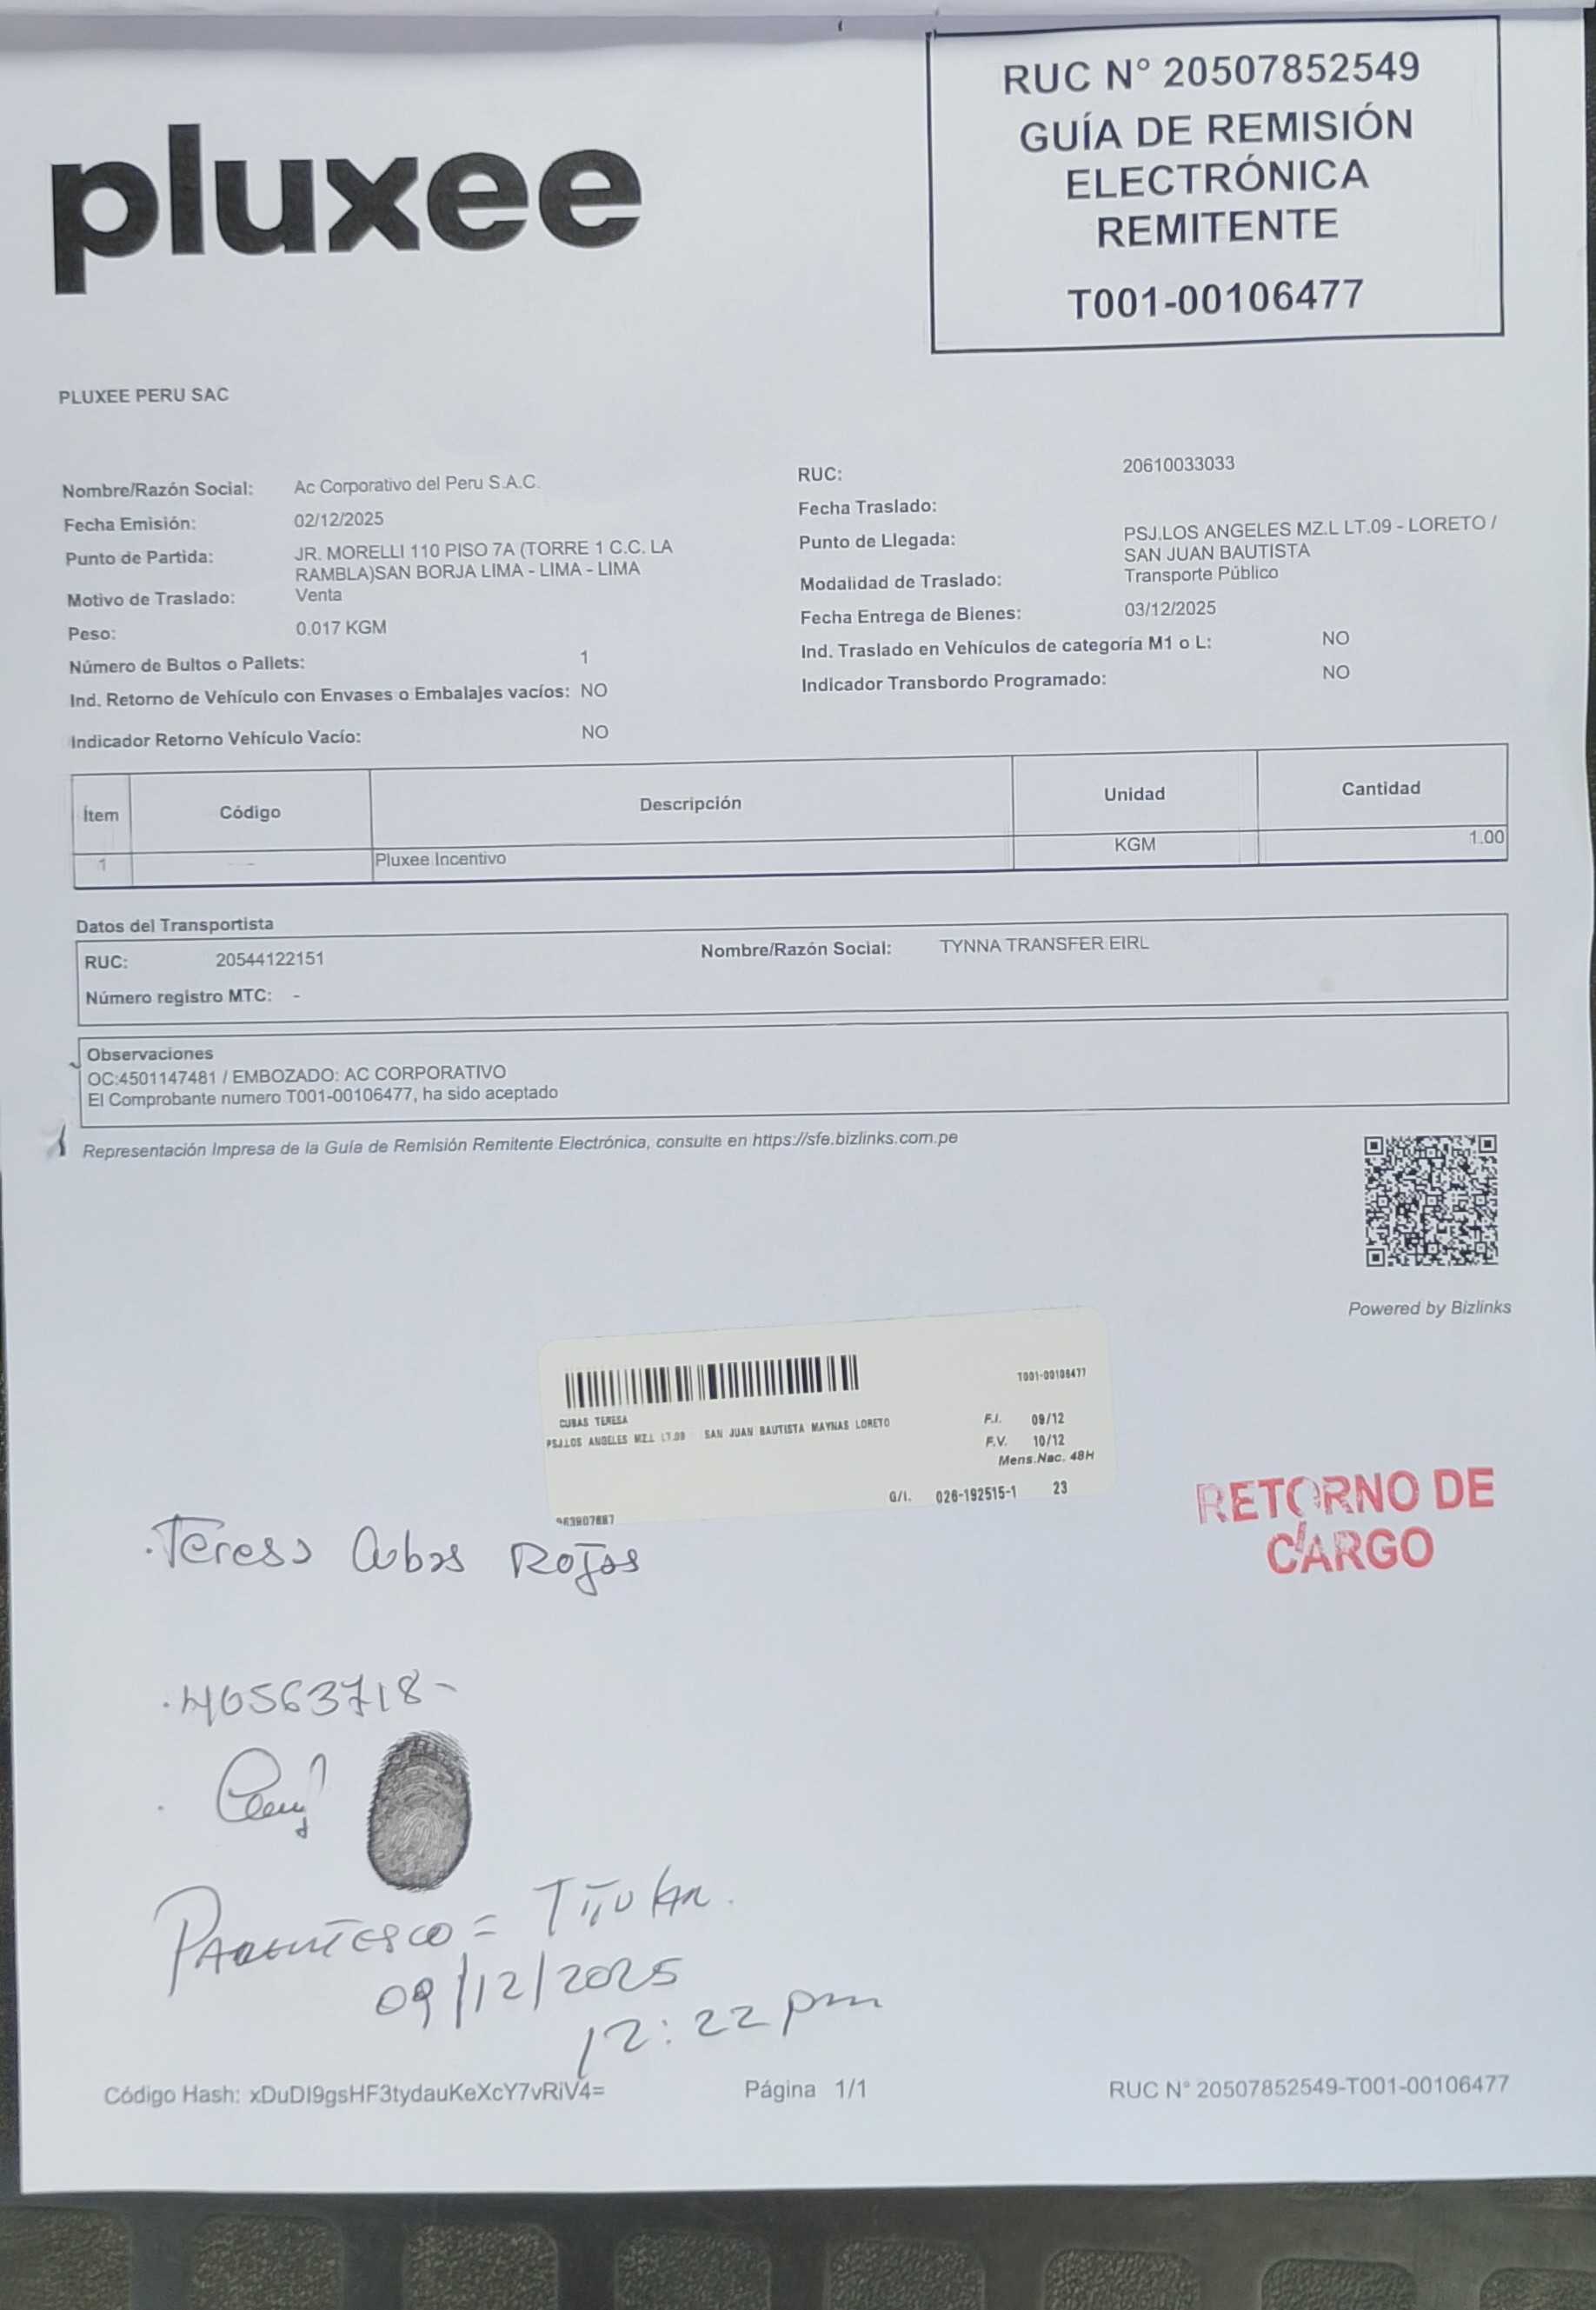 RUC N° 20507852549
GUÍA DE REMISIÓN
ELECTRÓNICA
REMITENTE
T001-00106477
pluxee
PLUXEE PERU SAC
Nombre/Razón Social: Ac Corporativo del Peru S.A.C.
Fecha Emisión: 02/12/2025
Punto de Partida: JR. MORELLI 110 PISO 7A (TORRE 1 C.C. LA
RAMBLA)SAN BORJA LIMA - LIMA - LIMA
Motivo de Traslado: Venta
Peso: 0.017 KGM
Número de Bultos o Pallets: 1
Ind. Retorno de Vehículo con Envases o Embalajes vacíos: NO
Indicador Retorno Vehículo Vacío: NO
RUC: 20610033033
Fecha Traslado:
Punto de Llegada: PSJ.LOS ANGELES MZ.L LT.09 - LORETO /
SAN JUAN BAUTISTA
Modalidad de Traslado: Transporte Público
Fecha Entrega de Bienes: 03/12/2025
Ind. Traslado en Vehículos de categoría M1 o L: NO
Indicador Transbordo Programado: NO
Ítem Código Descripción Unidad Cantidad
1 Pluxee Incentivo KGM 1.00
Datos del Transportista
RUC: 20544122151 Nombre/Razón Social: TYNNA TRANSFER EIRL
Número registro MTC: -
Observaciones
OC:4501147481 / EMBOZADO: AC CORPORATIVO
El Comprobante numero T001-00106477, ha sido aceptado
Representación Impresa de la Guía de Remisión Remitente Electrónica, consulte en https://sfe.bizlinks.com.pe
Powered by Bizlinks
T001-00106477
CUBAS TERESA
PSJ.LOS ANGELES MZ.L LT.09 SAN JUAN BAUTISTA MAYNAS LORETO
F.I. 09/12
F.V. 10/12
Mens.Nac. 48H
G/I. 026-192515-1 23
963907687
RETORNO DE
CARGO
Teresa Cubas Rojas
40563718-
PARENTESCO = TITULAR.
09/12/2025
12:22 pm
Código Hash: xDuDI9gsHF3tydauKeXcY7vRiV4=
Página 1/1
RUC N° 20507852549-T001-00106477